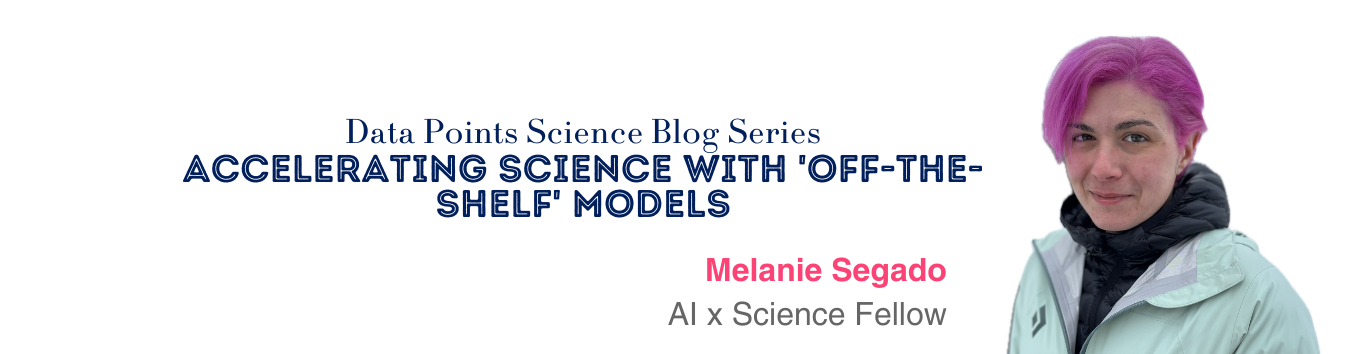 Data Points Science Blog Series
ACCELERATING SCIENCE WITH 'OFF-THE-
SHELF' MODELS
Melanie Segado
AI x Science Fellow